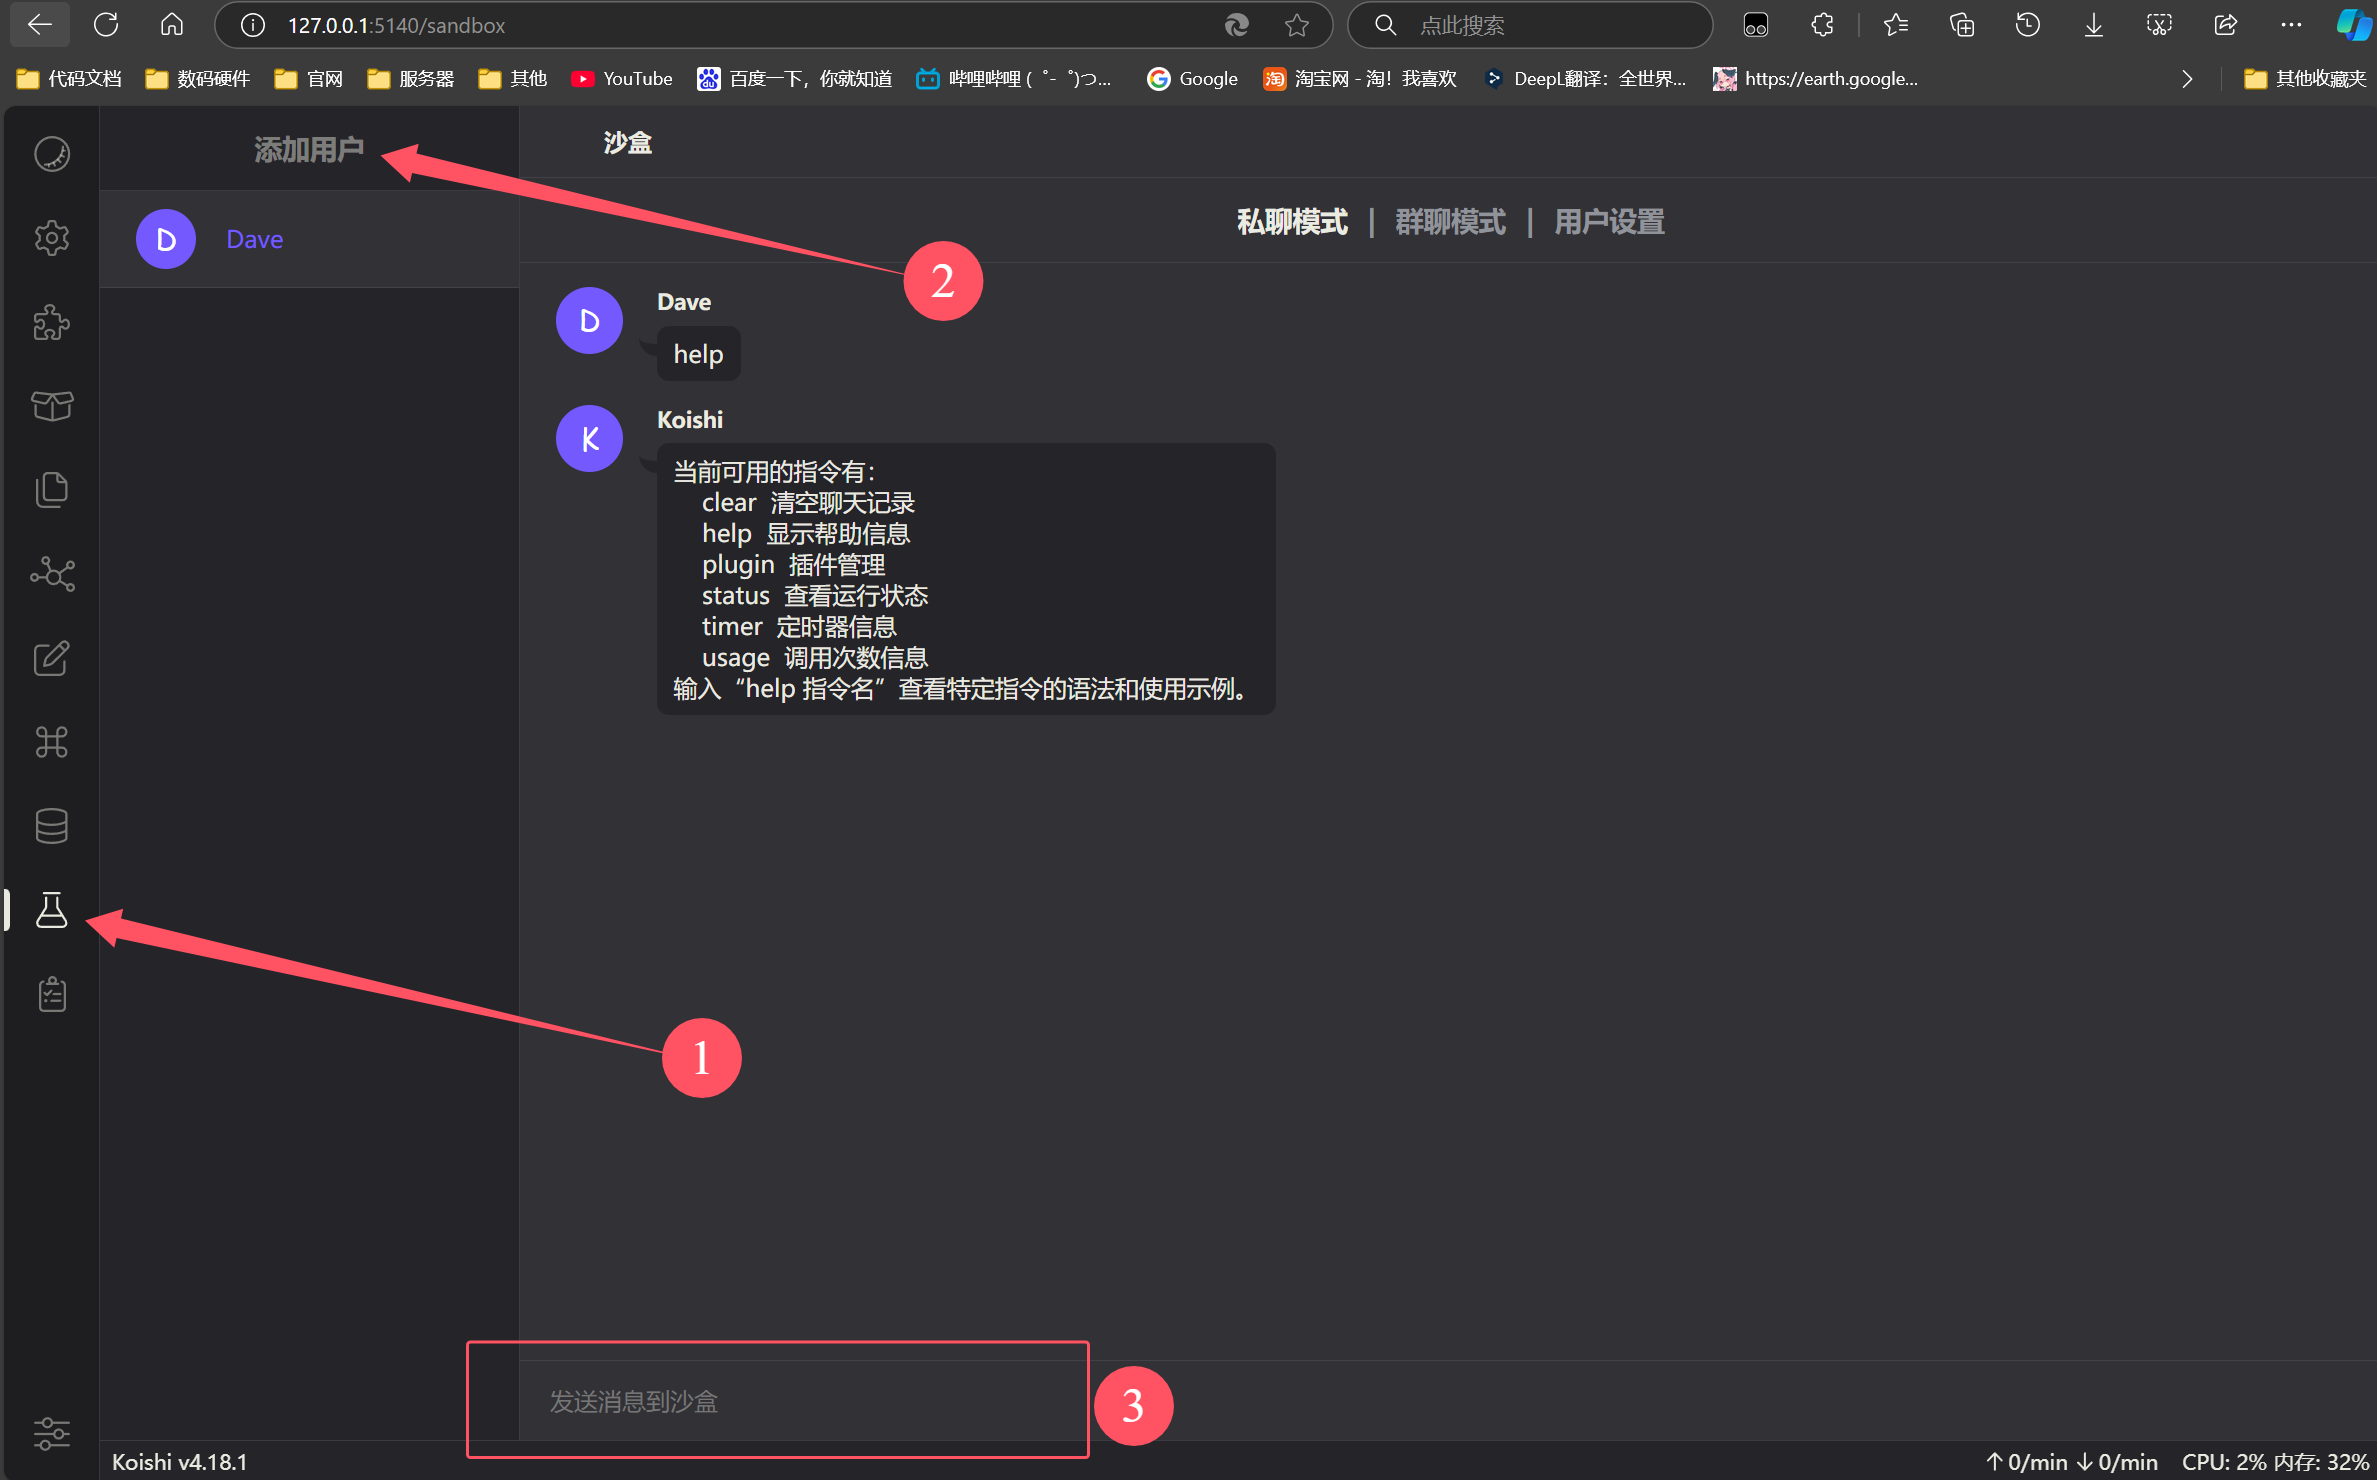 127.0.0.1:5140/sandbox
点此搜索
代码文档
数码硬件
官网
服务器
其他
YouTube
百度一下，你就知道
哔哩哔哩 ( ゜- ゜)つ...
Google
淘宝网 - 淘！我喜欢
DeepL翻译：全世界...
https://earth.google...
其他收藏夹
添加用户
沙盒
D Dave
私聊模式 | 群聊模式 | 用户设置
2
D
Dave
help
K
Koishi
当前可用的指令有：
clear 清空聊天记录
help 显示帮助信息
plugin 插件管理
status 查看运行状态
timer 定时器信息
usage 调用次数信息
输入“help 指令名”查看特定指令的语法和使用示例。
1
发送消息到沙盒
3
Koishi v4.18.1
↑ 0/min ↓ 0/min
CPU: 2% 内存: 32%